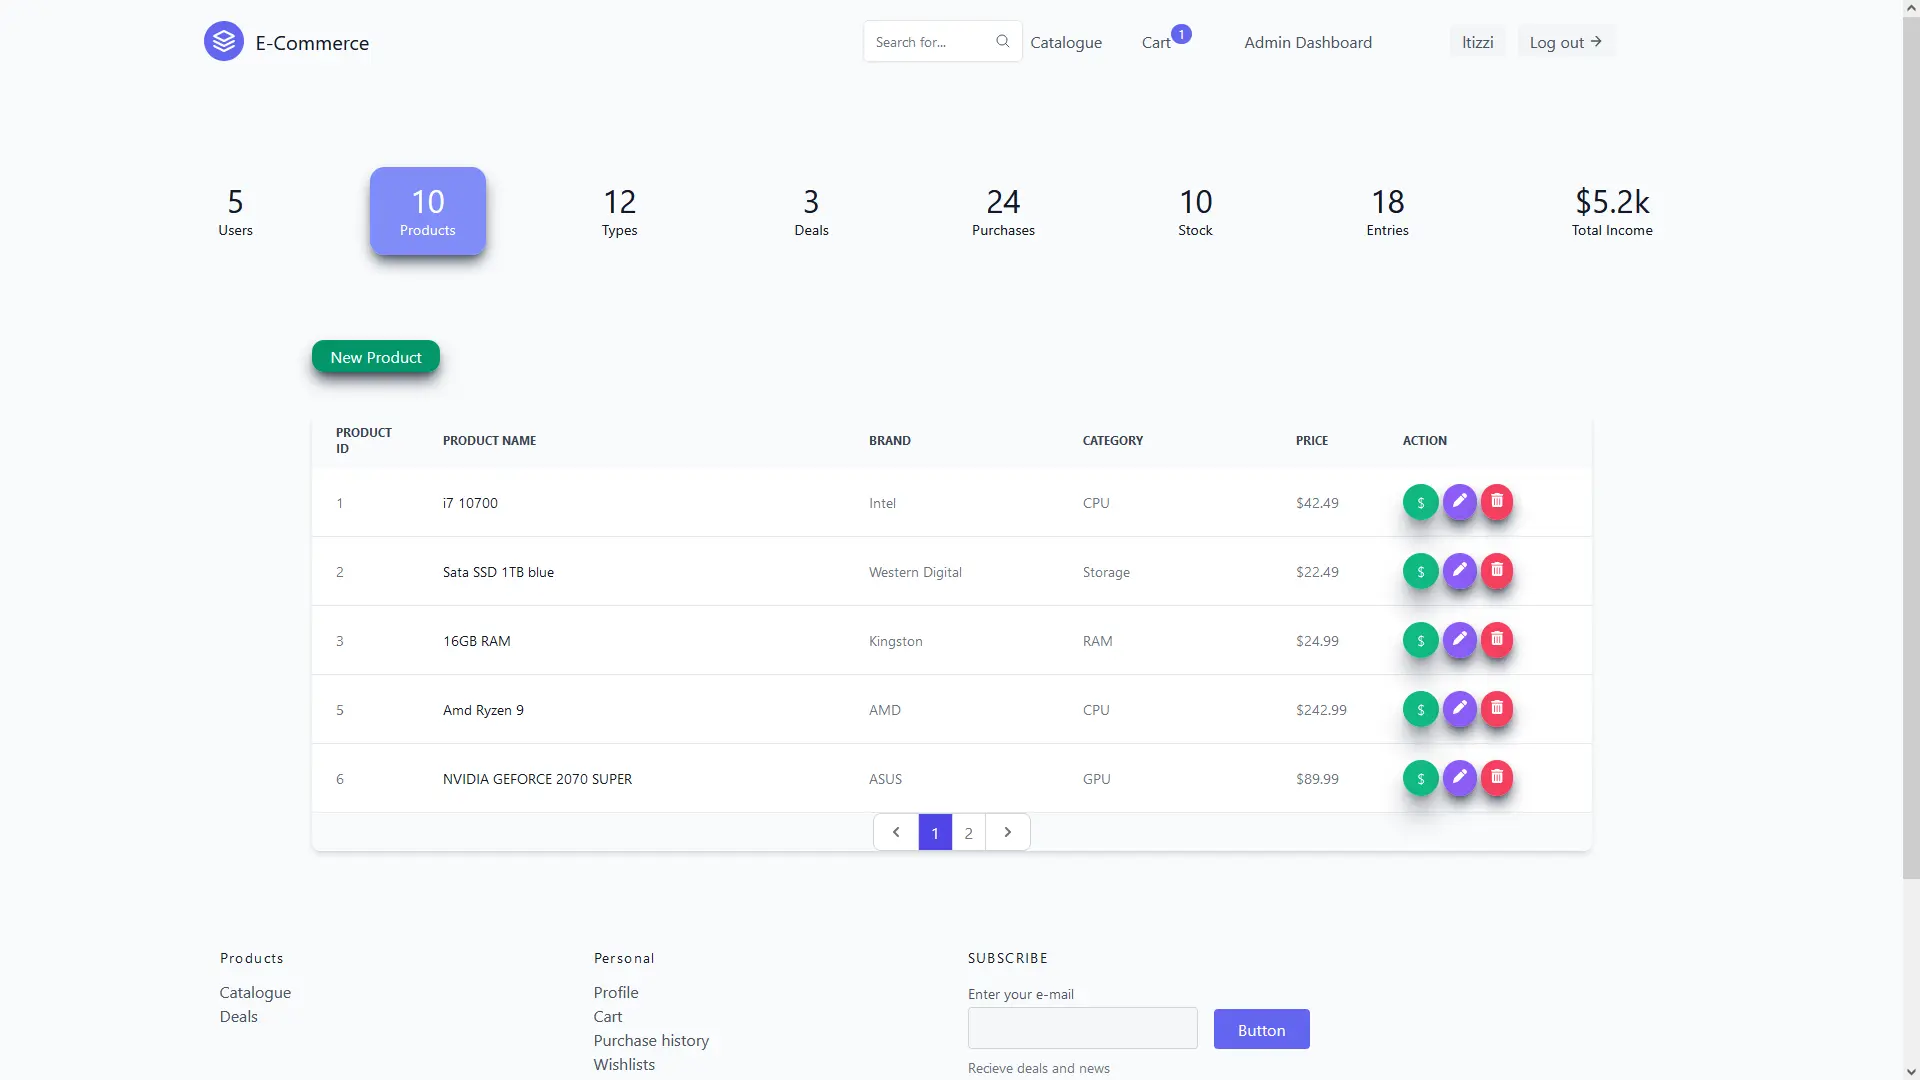 E-Commerce
Search for...
Catalogue
Cart
1
Admin Dashboard
ltizzi
Log out
5
Users
10
Products
12
Types
3
Deals
24
Purchases
10
Stock
18
Entries
$5.2k
Total Income
New Product
PRODUCT ID PRODUCT NAME BRAND CATEGORY PRICE ACTION
1 i7 10700 Intel CPU $42.49 $
2 Sata SSD 1TB blue Western Digital Storage $22.49 $
3 16GB RAM Kingston RAM $24.99 $
5 Amd Ryzen 9 AMD CPU $242.99 $
6 NVIDIA GEFORCE 2070 SUPER ASUS GPU $89.99 $
1 2
Products
Catalogue
Deals
Personal
Profile
Cart
Purchase history
Wishlists
SUBSCRIBE
Enter your e-mail
Button
Recieve deals and news